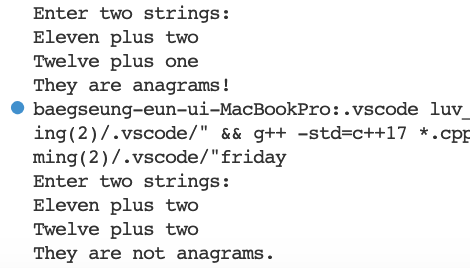 Enter two strings:
Eleven plus two
Twelve plus one
They are anagrams!
baegseung-eun-ui-MacBookPro:.vscode luv_
ing(2)/.vscode/" && g++ -std=c++17 *.cpp
ming(2)/.vscode/"friday
Enter two strings:
Eleven plus two
Twelve plus two
They are not anagrams.